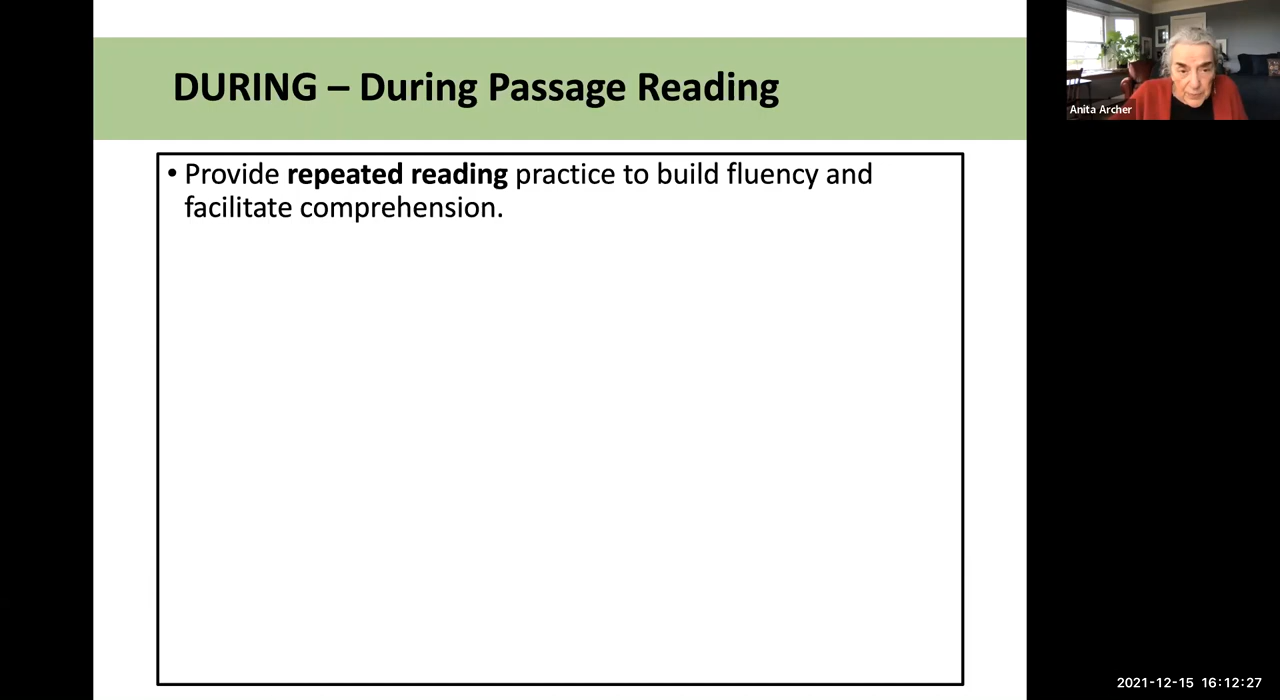 DURING – During Passage Reading
• Provide repeated reading practice to build fluency and
facilitate comprehension.
Anita Archer
2021-12-15 16:12:27